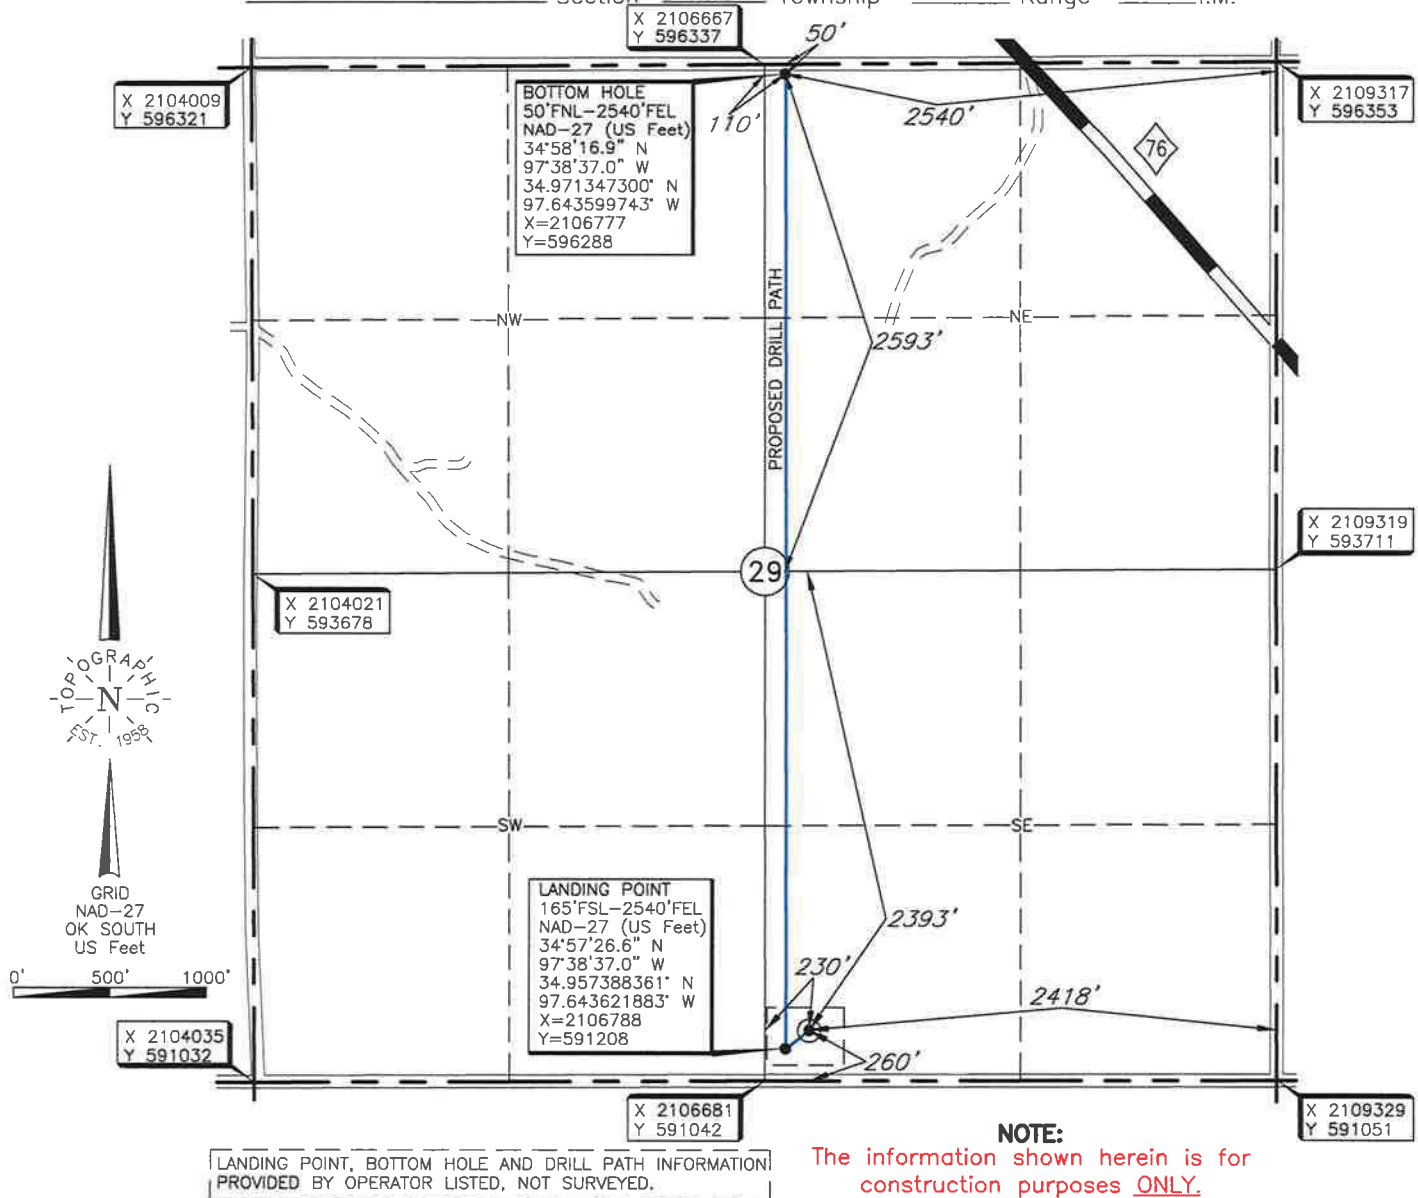 Section Township Range I.M.
X 2106667
Y 596337
50'
X 2104009
Y 596321
BOTTOM HOLE
50'FNL-2540'FEL
NAD-27 (US Feet)
34°58'16.9" N
97°38'37.0" W
34.971347300° N
97.643599743° W
X=2106777
Y=596288
110'
2540'
X 2109317
Y 596353
76
NW
PROPOSED DRILL PATH
2593'
NE
29
X 2109319
Y 593711
X 2104021
Y 593678
TOPOGRAPHIC
N
EST. 1958
SW
SE
GRID
NAD-27
OK SOUTH
US Feet
0' 500' 1000'
LANDING POINT
165'FSL-2540'FEL
NAD-27 (US Feet)
34°57'26.6" N
97°38'37.0" W
34.957388361° N
97.643621883° W
X=2106788
Y=591208
2393'
230'
2418'
260'
X 2104035
Y 591032
X 2106681
Y 591042
X 2109329
Y 591051
LANDING POINT, BOTTOM HOLE AND DRILL PATH INFORMATION
PROVIDED BY OPERATOR LISTED, NOT SURVEYED.
NOTE:
The information shown herein is for
construction purposes ONLY.